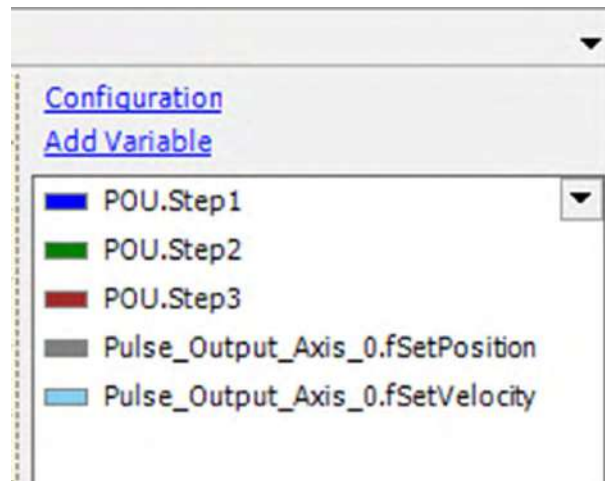 Configuration
Add Variable
POU.Step1
POU.Step2
POU.Step3
Pulse_Output_Axis_0.fSetPosition
Pulse_Output_Axis_0.fSetVelocity